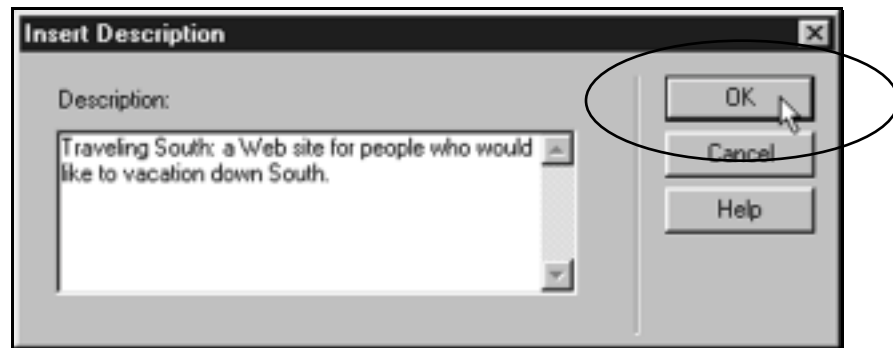 Insert Description
Description:
Traveling South: a Web site for people who would
like to vacation down South.
OK
Cancel
Help